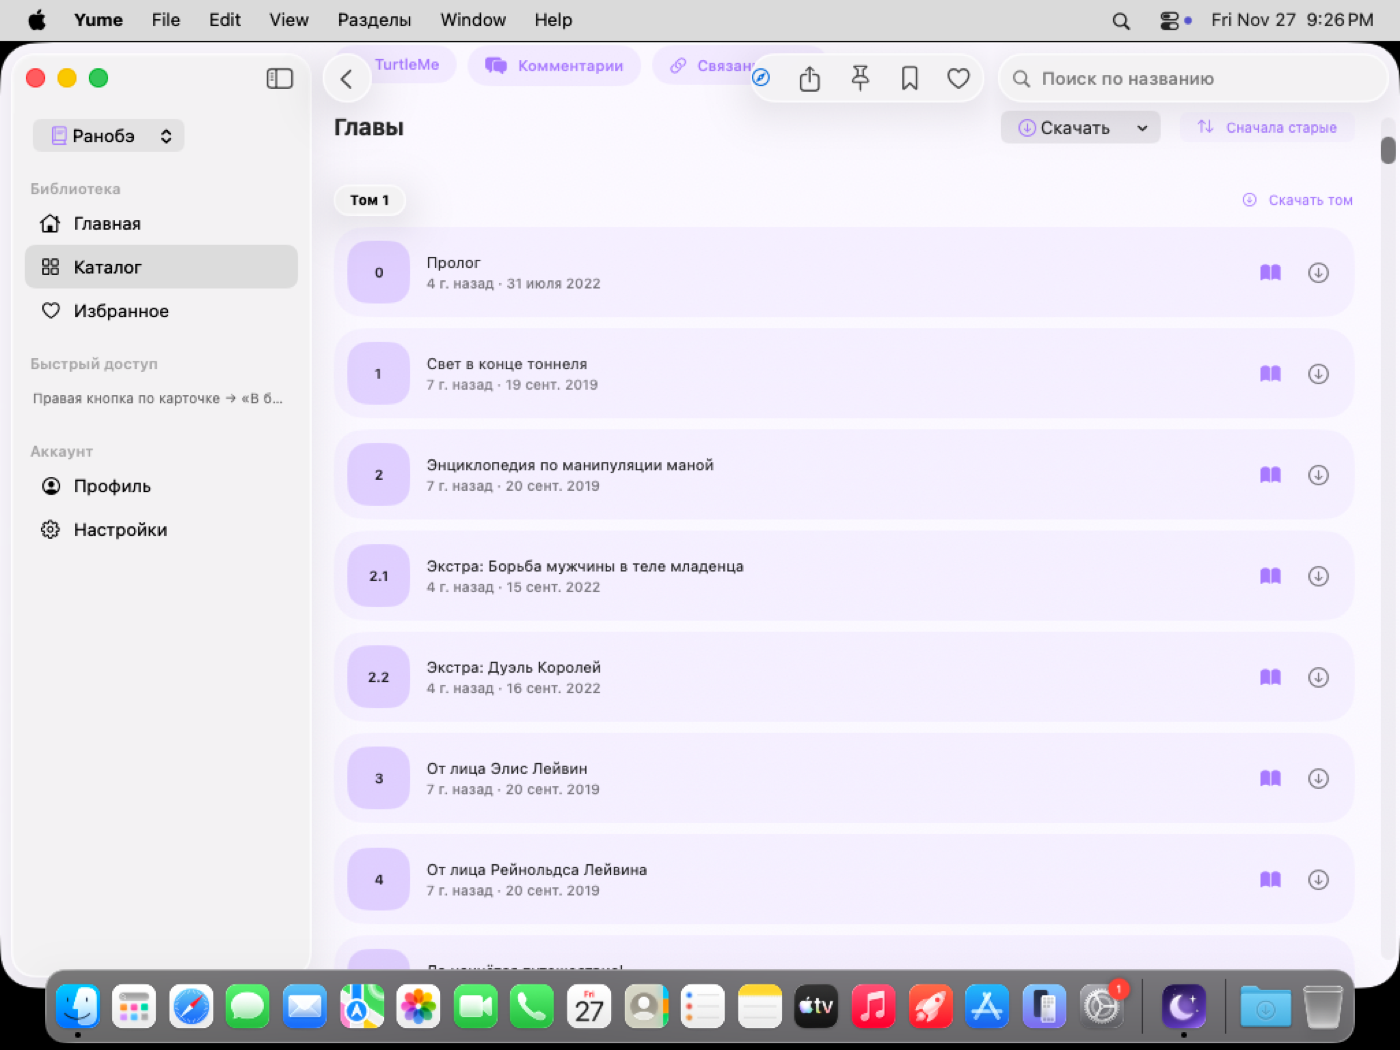 Yume File Edit View Разделы Window Help Fri Nov 27 9:26 PM
TurtleMe Комментарии
Поиск по названию
Ранобэ
Библиотека
Главная
Каталог
Избранное
Быстрый доступ
Правая кнопка по карточке → «В б...
Аккаунт
Профиль
Настройки
Главы
Скачать
Сначала старые
Том 1
Скачать том
0
Пролог
4 г. назад · 31 июля 2022
1
Свет в конце тоннеля
7 г. назад · 19 сент. 2019
2
Энциклопедия по манипуляции маной
7 г. назад · 20 сент. 2019
2.1
Экстра: Борьба мужчины в теле младенца
4 г. назад · 15 сент. 2022
2.2
Экстра: Дуэль Королей
4 г. назад · 16 сент. 2022
3
От лица Элис Лейвин
7 г. назад · 20 сент. 2019
4
От лица Рейнольдса Лейвина
7 г. назад · 20 сент. 2019
Fri
27
tv
1